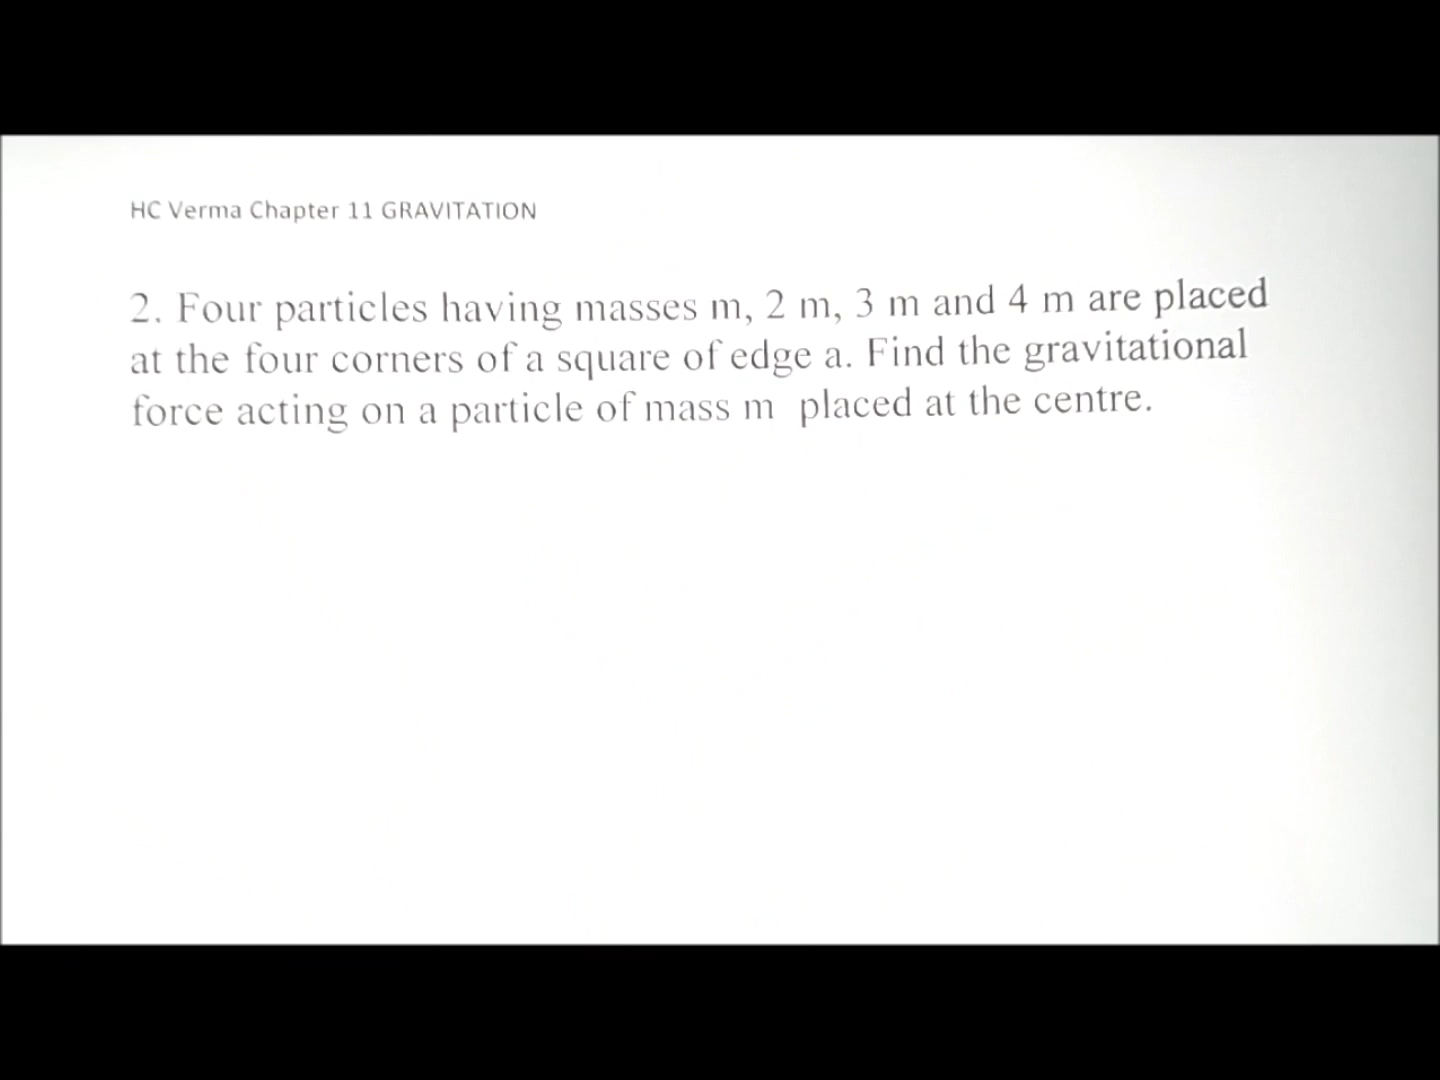 HC Verma Chapter 11 GRAVITATION
2. Four particles having masses m, 2 m, 3 m and 4 m are placed
at the four corners of a square of edge a. Find the gravitational
force acting on a particle of mass m placed at the centre.